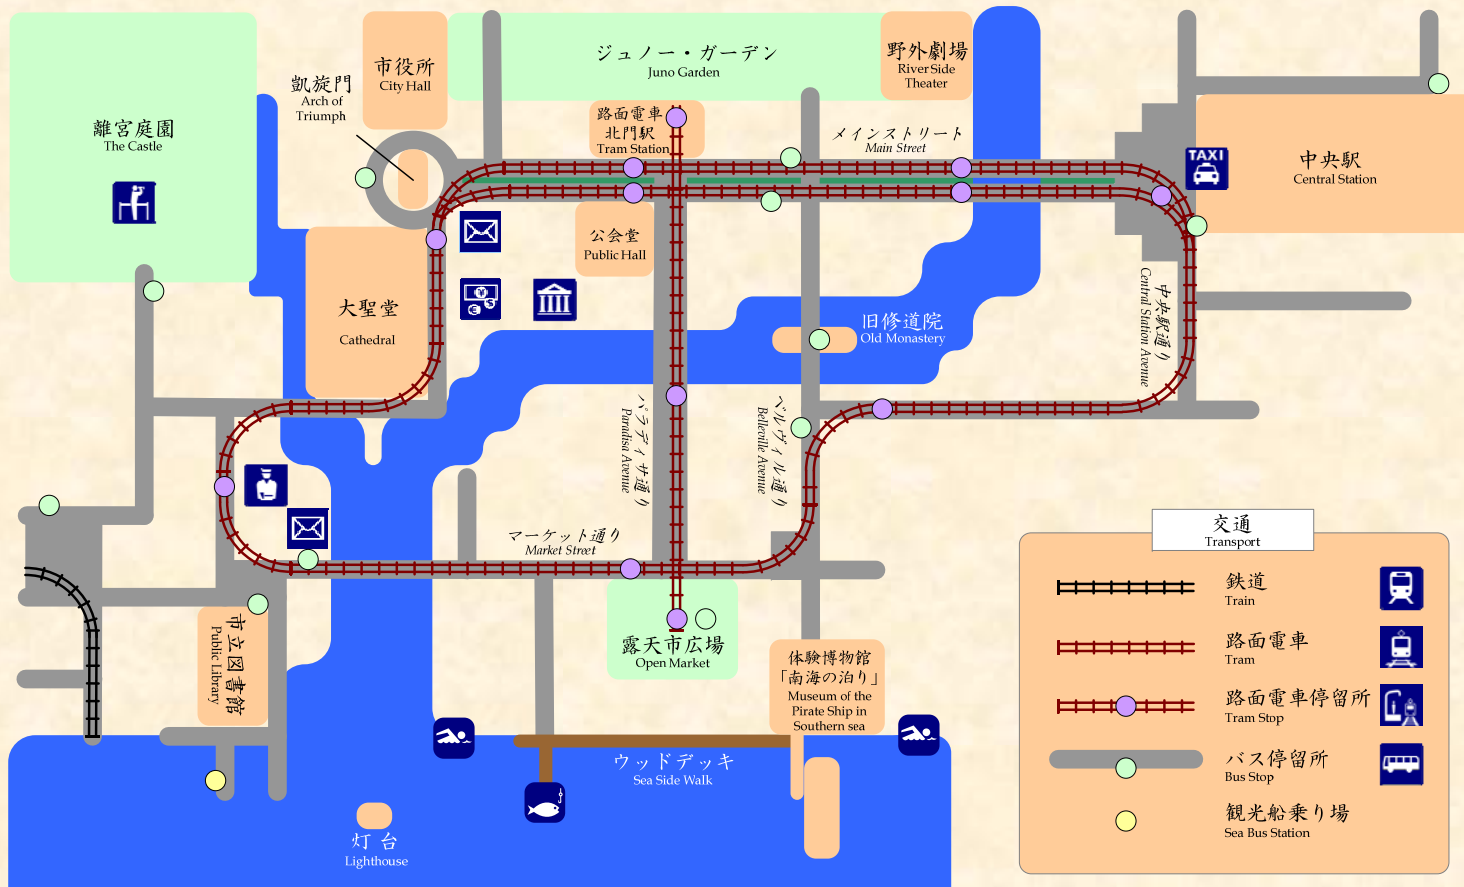 離宮庭園
The Castle
凱旋門
Arch of
Triumph
市役所
City Hall
ジュノー・ガーデン
Juno Garden
野外劇場
River Side
Theater
路面電車
北門駅
Tram Station
メインストリート
Main Street
TAXI
中央駅
Central Station
公会堂
Public Hall
大聖堂
Cathedral
旧修道院
Old Monastery
中央駅通り
Central Station Avenue
パラディサ通り
Paradisa Avenue
ベルヴィル通り
Belleville Avenue
マーケット通り
Market Street
市立図書館
Public Library
露天市広場
Open Market
体験博物館
「南海の泊り」
Museum of the
Pirate Ship in
Southern sea
ウッドデッキ
Sea Side Walk
灯台
Lighthouse
交通
Transport
鉄道
Train
路面電車
Tram
路面電車停留所
Tram Stop
バス停留所
Bus Stop
観光船乗り場
Sea Bus Station